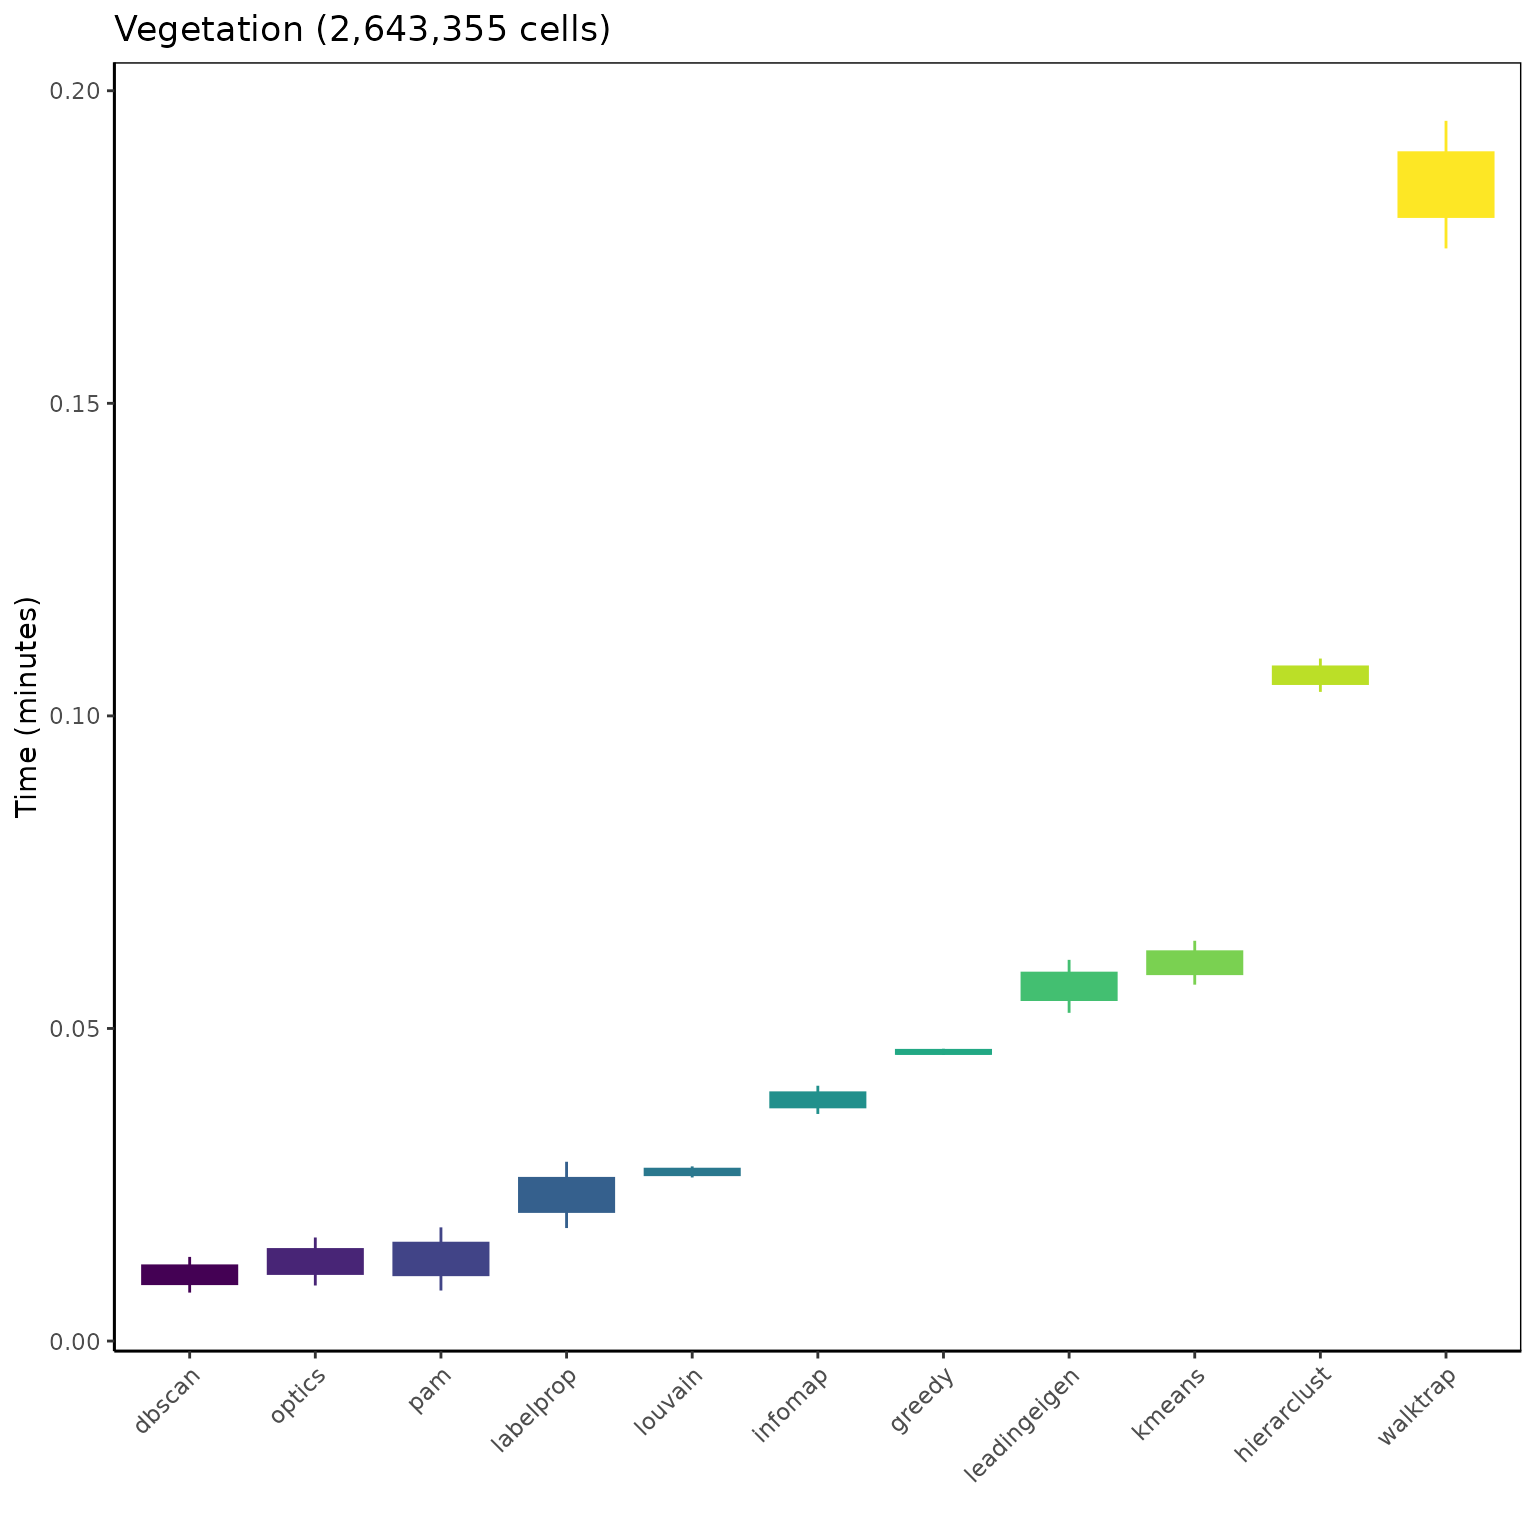 Vegetation (2,643,355 cells)
Time (minutes)
0.20
0.15
0.10
0.05
0.00
dbscan
optics
pam
labelprop
louvain
infomap
greedy
leadingeigen
kmeans
hierarclust
walktrap